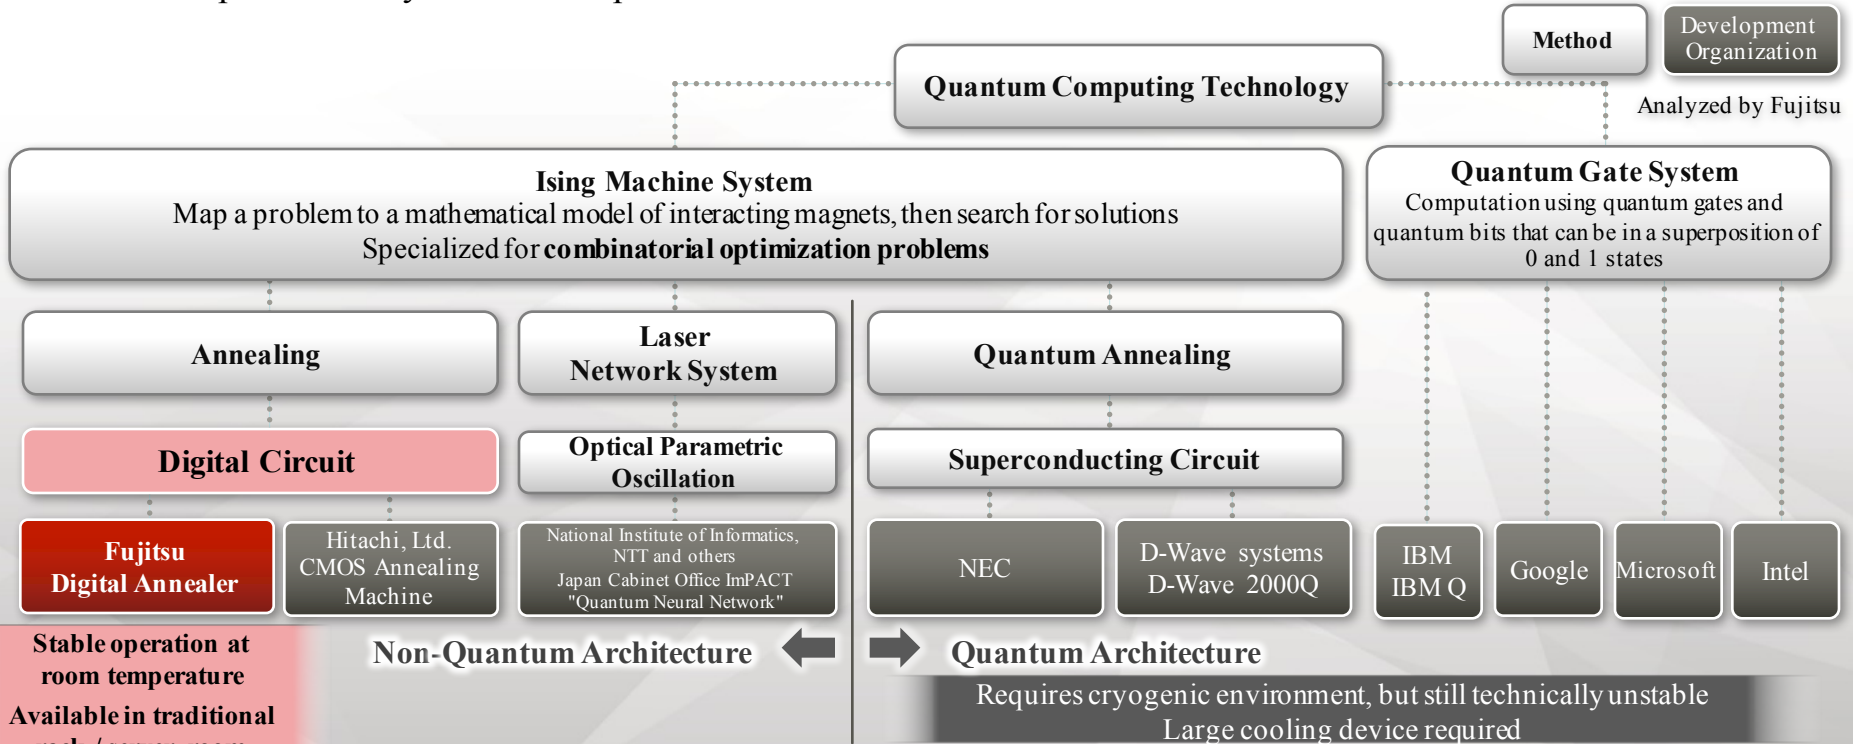 Method
Development
Organization
Analyzed by Fujitsu
Quantum Computing Technology
Ising Machine System
Map a problem to a mathematical model of interacting magnets, then search for solutions
Specialized for combinatorial optimization problems
Quantum Gate System
Computation using quantum gates and
quantum bits that can be in a superposition of
0 and 1 states
Annealing
Laser
Network System
Quantum Annealing
Digital Circuit
Optical Parametric
Oscillation
Superconducting Circuit
Fujitsu
Digital Annealer
Hitachi, Ltd.
CMOS Annealing
Machine
National Institute of Informatics,
NTT and others
Japan Cabinet Office ImPACT
"Quantum Neural Network"
NEC
D-Wave systems
D-Wave 2000Q
IBM
IBM Q
Google
Microsoft
Intel
Non-Quantum Architecture
Quantum Architecture
Stable operation at
room temperature
Available in traditional
Requires cryogenic environment, but still technically unstable
Large cooling device required